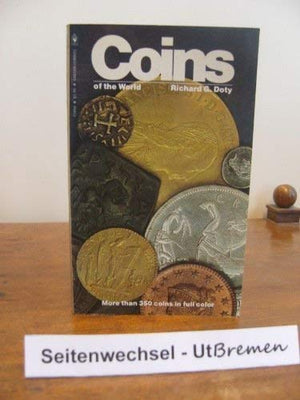 Coins
of the World Richard G. Doty
More than 350 coins in full color
Seitenwechsel - UtBremen